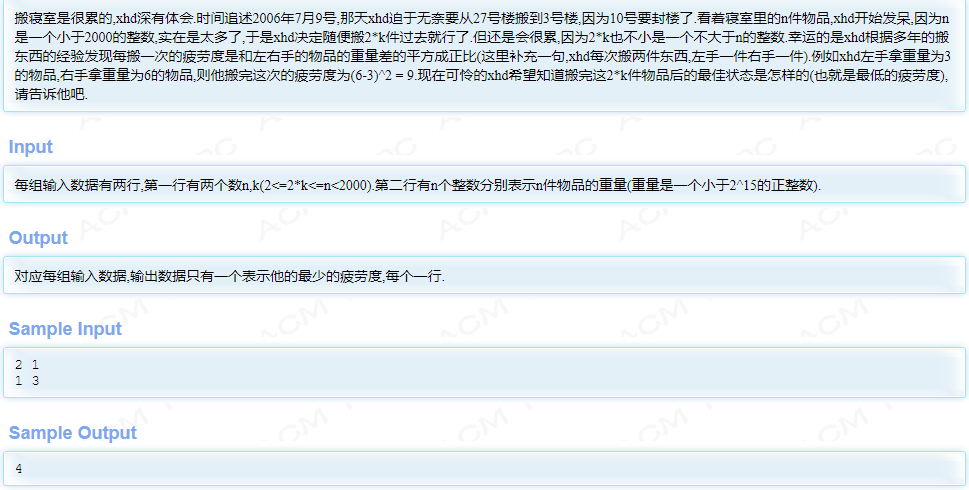 搬寝室是很累的,xhd深有体会.时间追述2006年7月9号,那天xhd迫于无奈要从27号楼搬到3号楼,因为10号要封楼了.看着寝室里的n件物品,xhd开始发呆,因为n
是一个小于2000的整数,实在是太多了,于是xhd决定随便搬2*k件过去就行了.但还是会很累,因为2*k也不小是一个不大于n的整数.幸运的是xhd根据多年的搬
东西的经验发现每搬一次的疲劳度是和左右手的物品的重量差的平方成正比(这里补充一句,xhd每次搬两件东西,左手一件右手一件).例如xhd左手拿重量为3
的物品,右手拿重量为6的物品,则他搬完这次的疲劳度为(6-3)^2 = 9.现在可怜的xhd希望知道搬完这2*k件物品后的最佳状态是怎样的(也就是最低的疲劳度),
请告诉他吧.
Input
每组输入数据有两行,第一行有两个数n,k(2<=2*k<=n<2000).第二行有n个整数分别表示n件物品的重量(重量是一个小于2^15的正整数).
Output
对应每组输入数据,输出数据只有一个表示他的最少的疲劳度,每个一行.
Sample Input
2 1
1 3
Sample Output
4